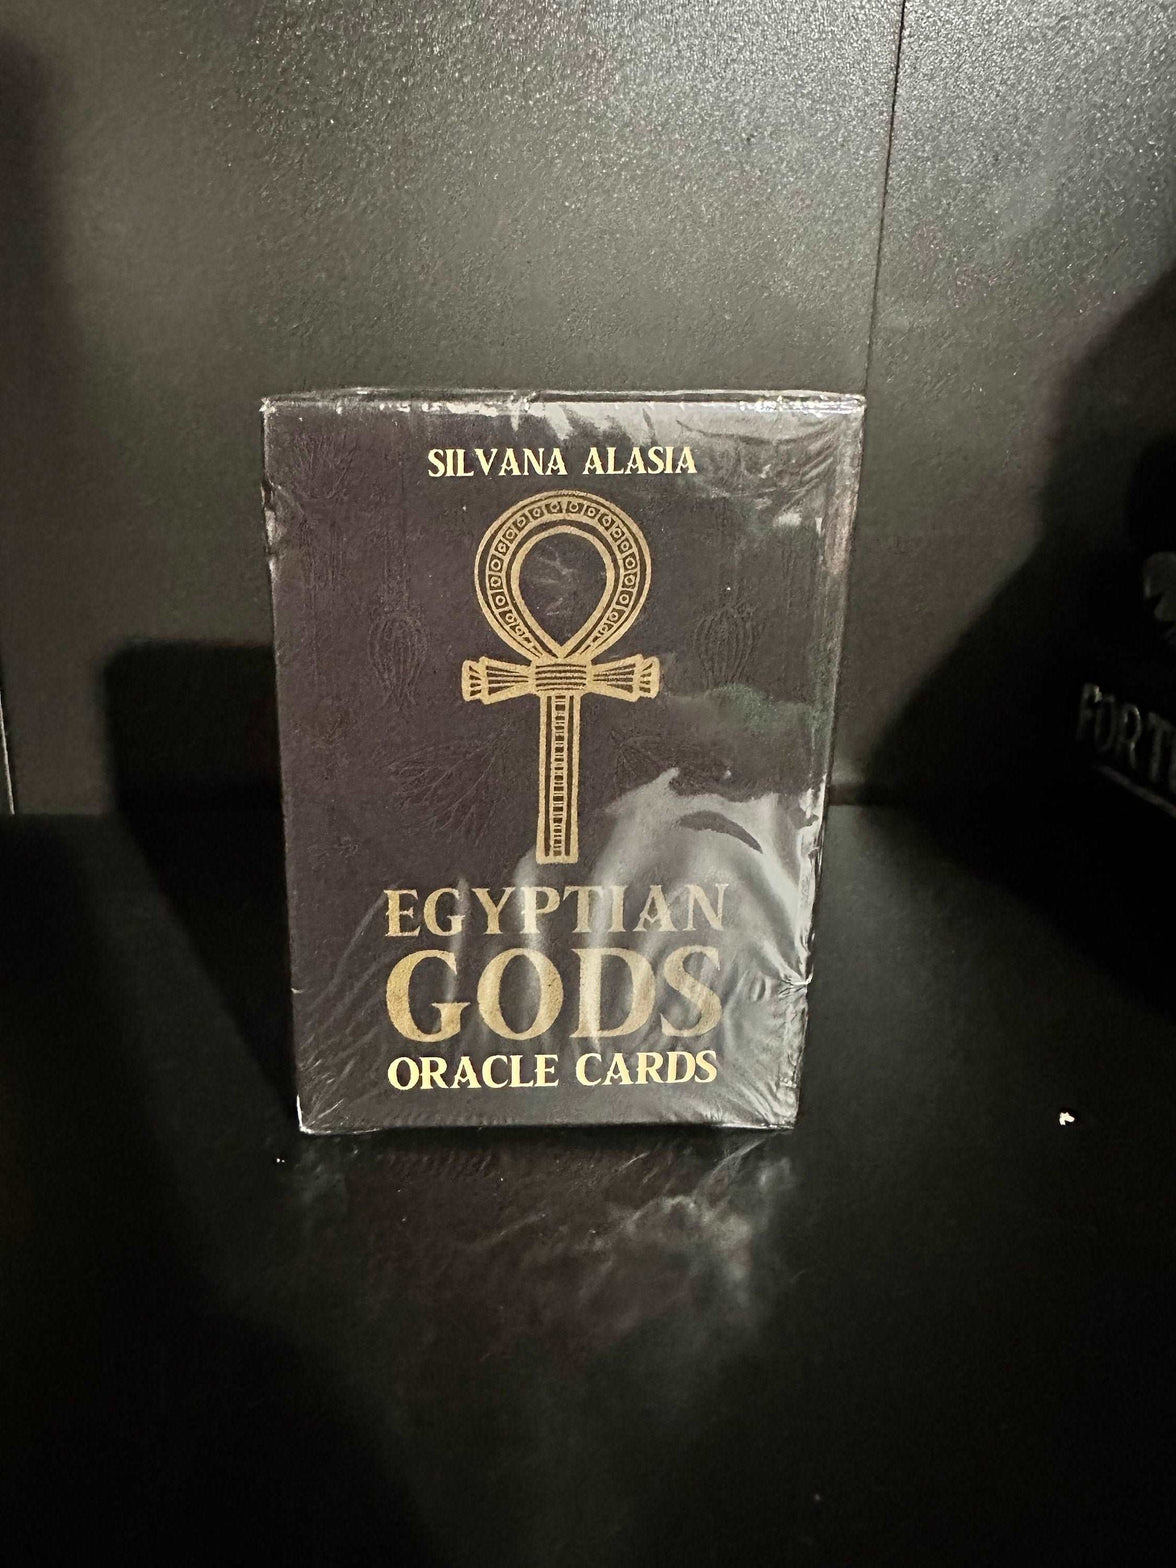 SILVANA ALASIA
EGYPTIAN
GODS
ORACLE CARDS